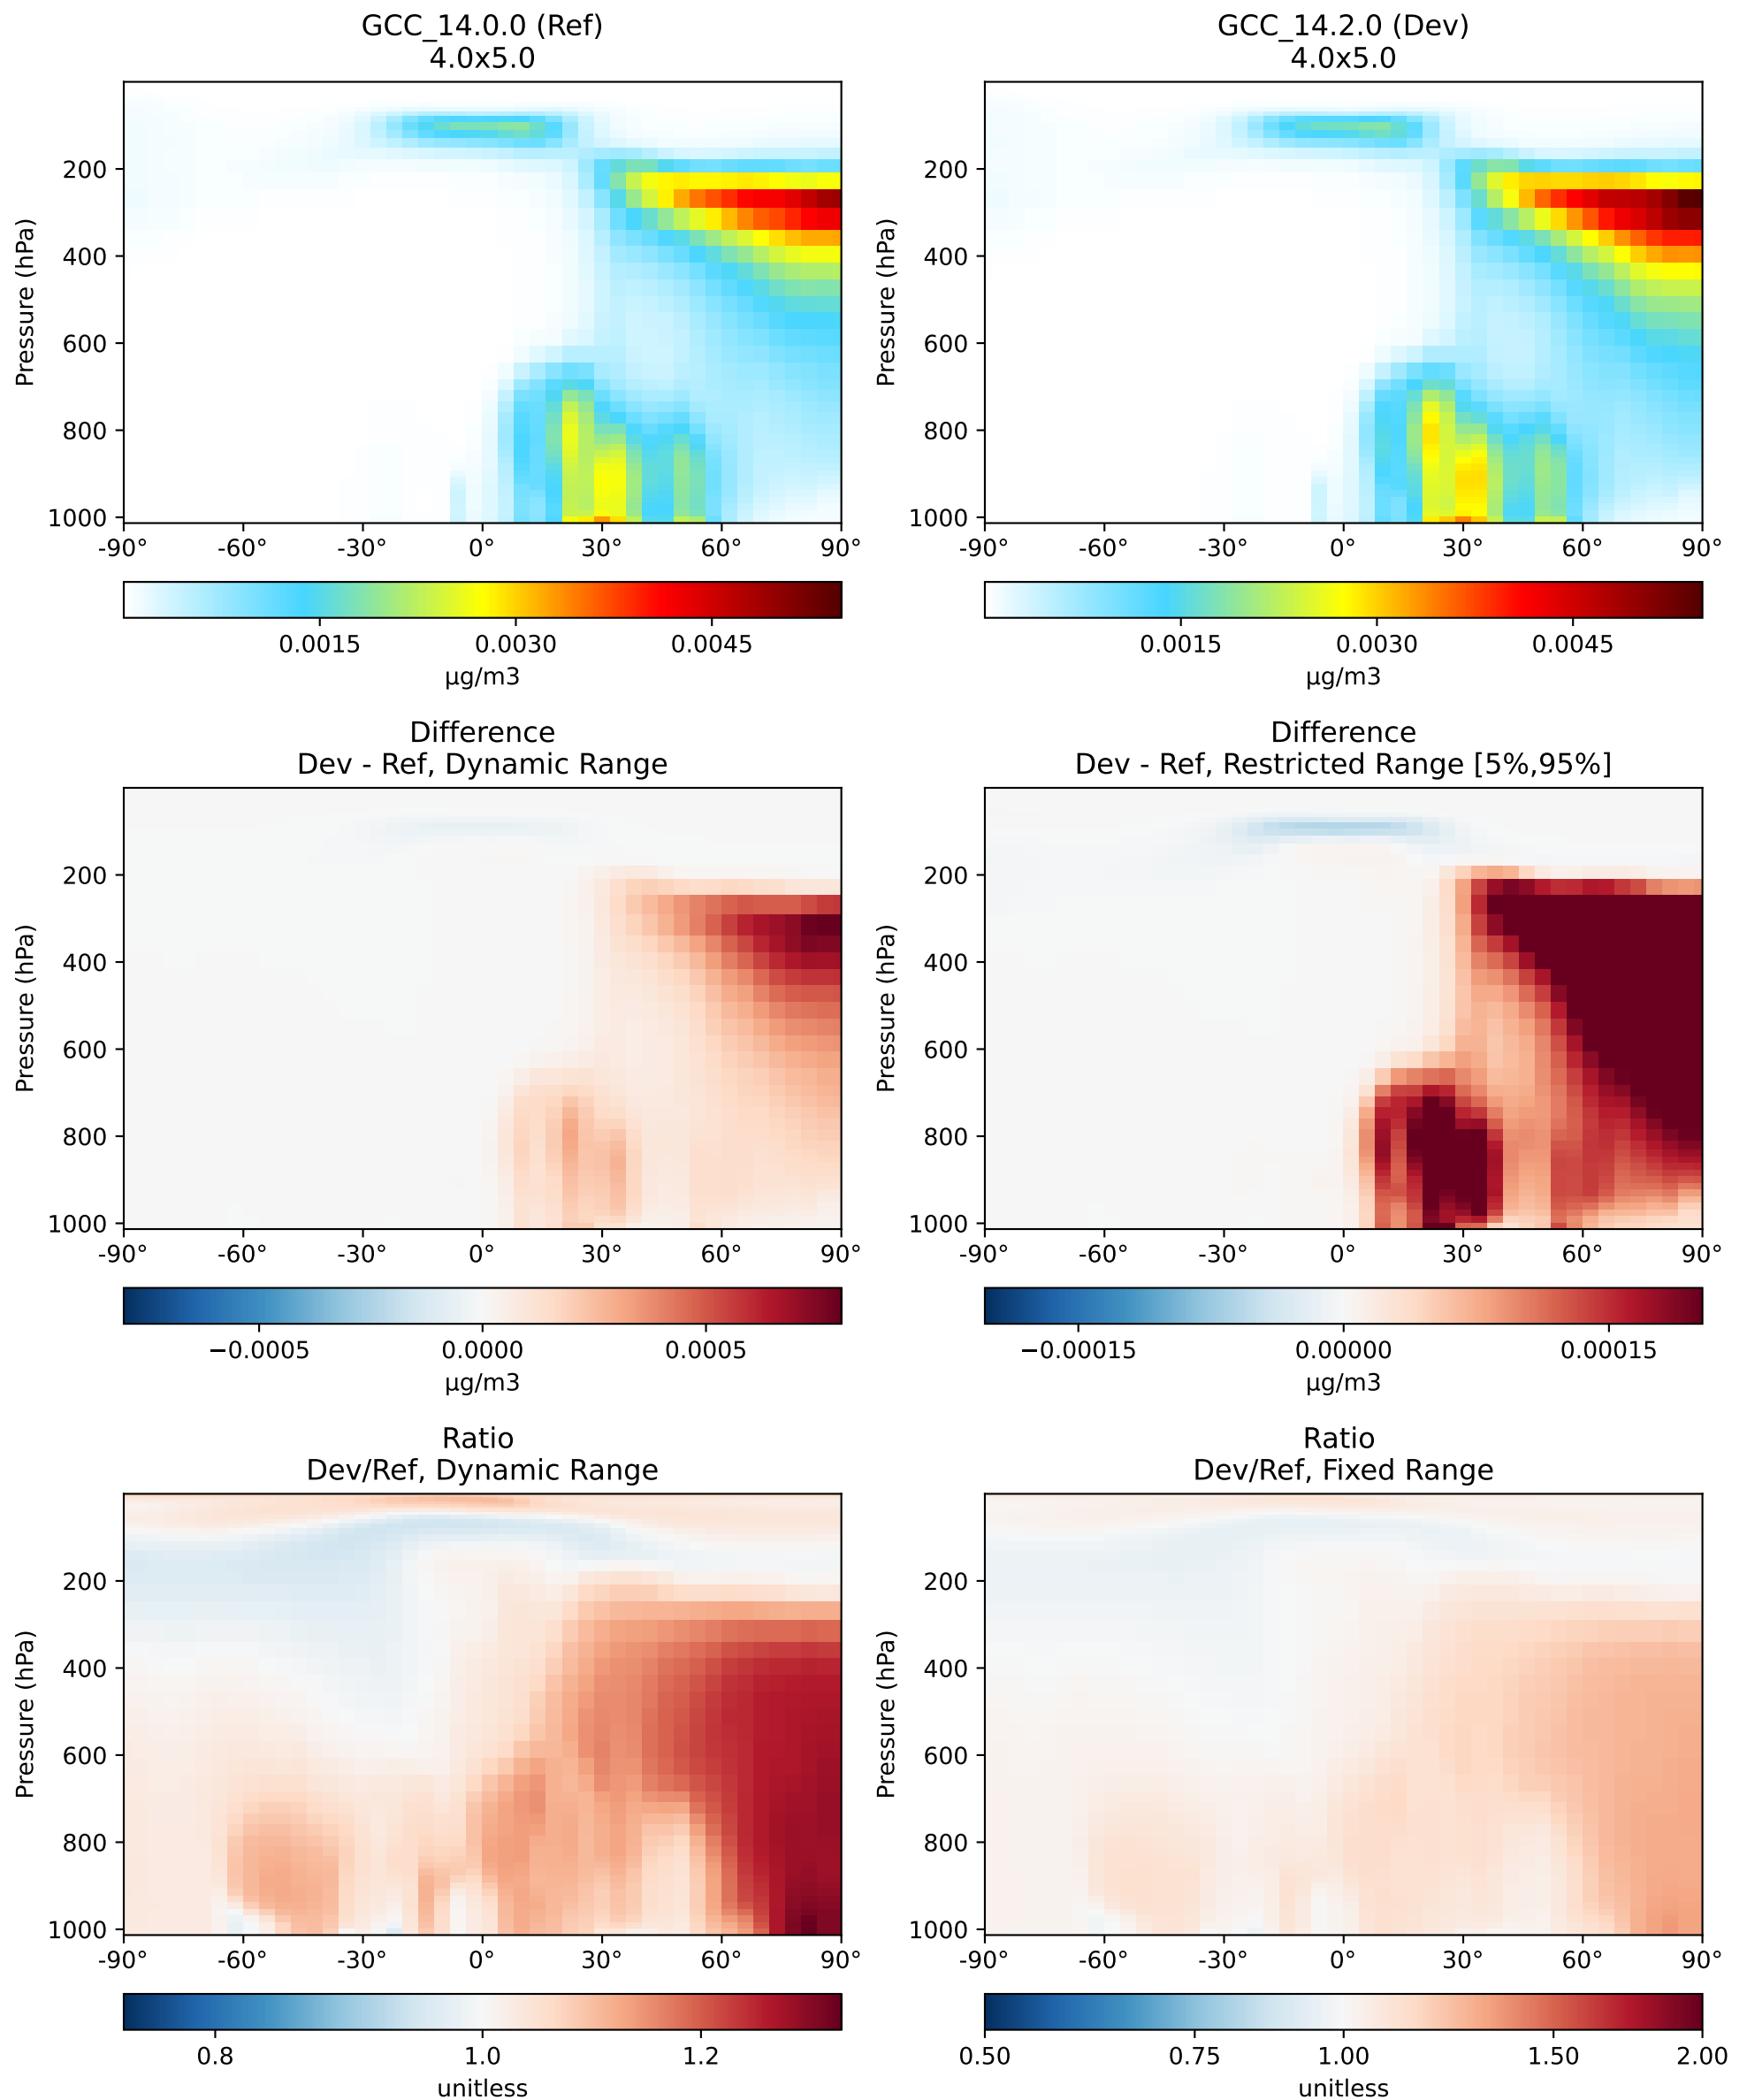 GCC_14.0.0 (Ref)
4.0x5.0
GCC_14.2.0 (Dev)
4.0x5.0
Pressure (hPa)
200
400
600
800
1000
-90° -60° -30° 0° 30° 60° 90°
0.0015 0.0030 0.0045
µg/m3
Pressure (hPa)
200
400
600
800
1000
-90° -60° -30° 0° 30° 60° 90°
0.0015 0.0030 0.0045
µg/m3
Difference
Dev - Ref, Dynamic Range
Pressure (hPa)
200
400
600
800
1000
-90° -60° -30° 0° 30° 60° 90°
−0.0005 0.0000 0.0005
µg/m3
Difference
Dev - Ref, Restricted Range [5%,95%]
Pressure (hPa)
200
400
600
800
1000
-90° -60° -30° 0° 30° 60° 90°
−0.00015 0.00000 0.00015
µg/m3
Ratio
Dev/Ref, Dynamic Range
Pressure (hPa)
200
400
600
800
1000
-90° -60° -30° 0° 30° 60° 90°
0.8 1.0 1.2
unitless
Ratio
Dev/Ref, Fixed Range
Pressure (hPa)
200
400
600
800
1000
-90° -60° -30° 0° 30° 60° 90°
0.50 0.75 1.00 1.50 2.00
unitless